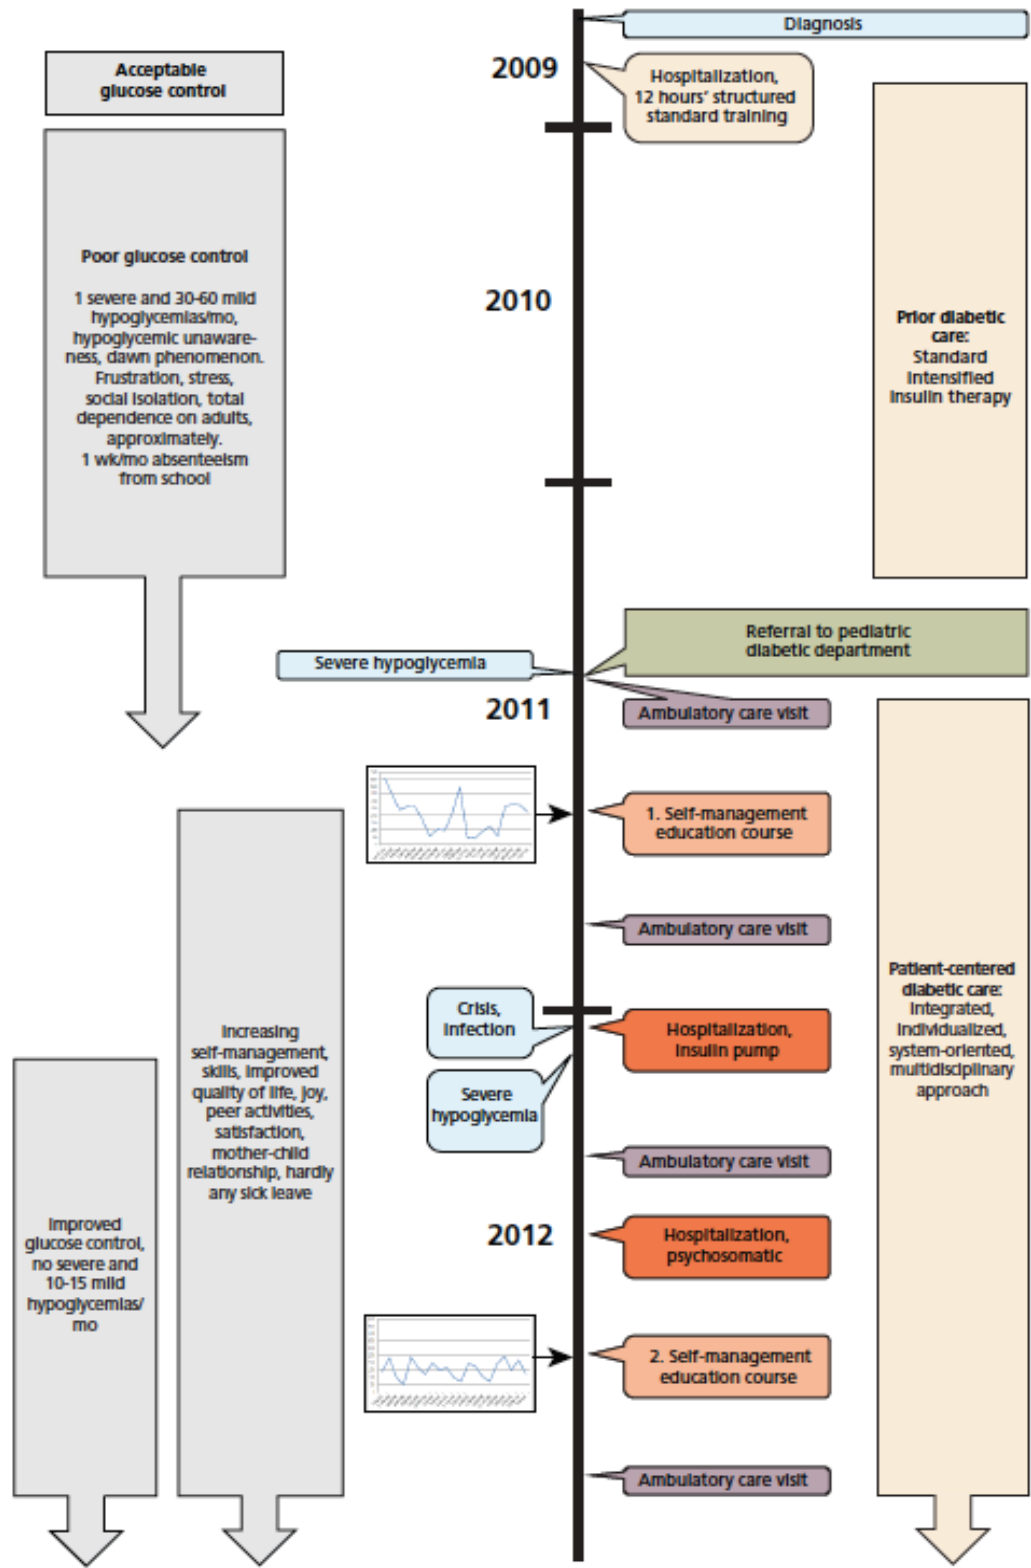 Diagnosis
2009
Acceptable
glucose control
Hospitalization,
12 hours' structured
standard training
Poor glucose control
1 severe and 30-60 mild
hypoglycemias/mo,
hypoglycemic unaware-
ness, dawn phenomenon.
Frustration, stress,
social isolation, total
dependence on adults,
approximately.
1 wk/mo absenteeism
from school
2010
Prior diabetic
care:
Standard
intensified
insulin therapy
Referral to pediatric
diabetic department
Severe hypoglycemia
2011
Ambulatory care visit
1. Self-management
education course
Ambulatory care visit
Patient-centered
diabetic care:
Integrated,
individualized,
system-oriented,
multidisciplinary
approach
Crisis,
infection
Hospitalization,
insulin pump
Increasing
self-management,
skills, improved
quality of life, joy,
peer activities,
satisfaction,
mother-child
relationship, hardly
any sick leave
Severe
hypoglycemia
Ambulatory care visit
2012
Hospitalization,
psychosomatic
Improved
glucose control,
no severe and
10-15 mild
hypoglycemias/
mo
2. Self-management
education course
Ambulatory care visit